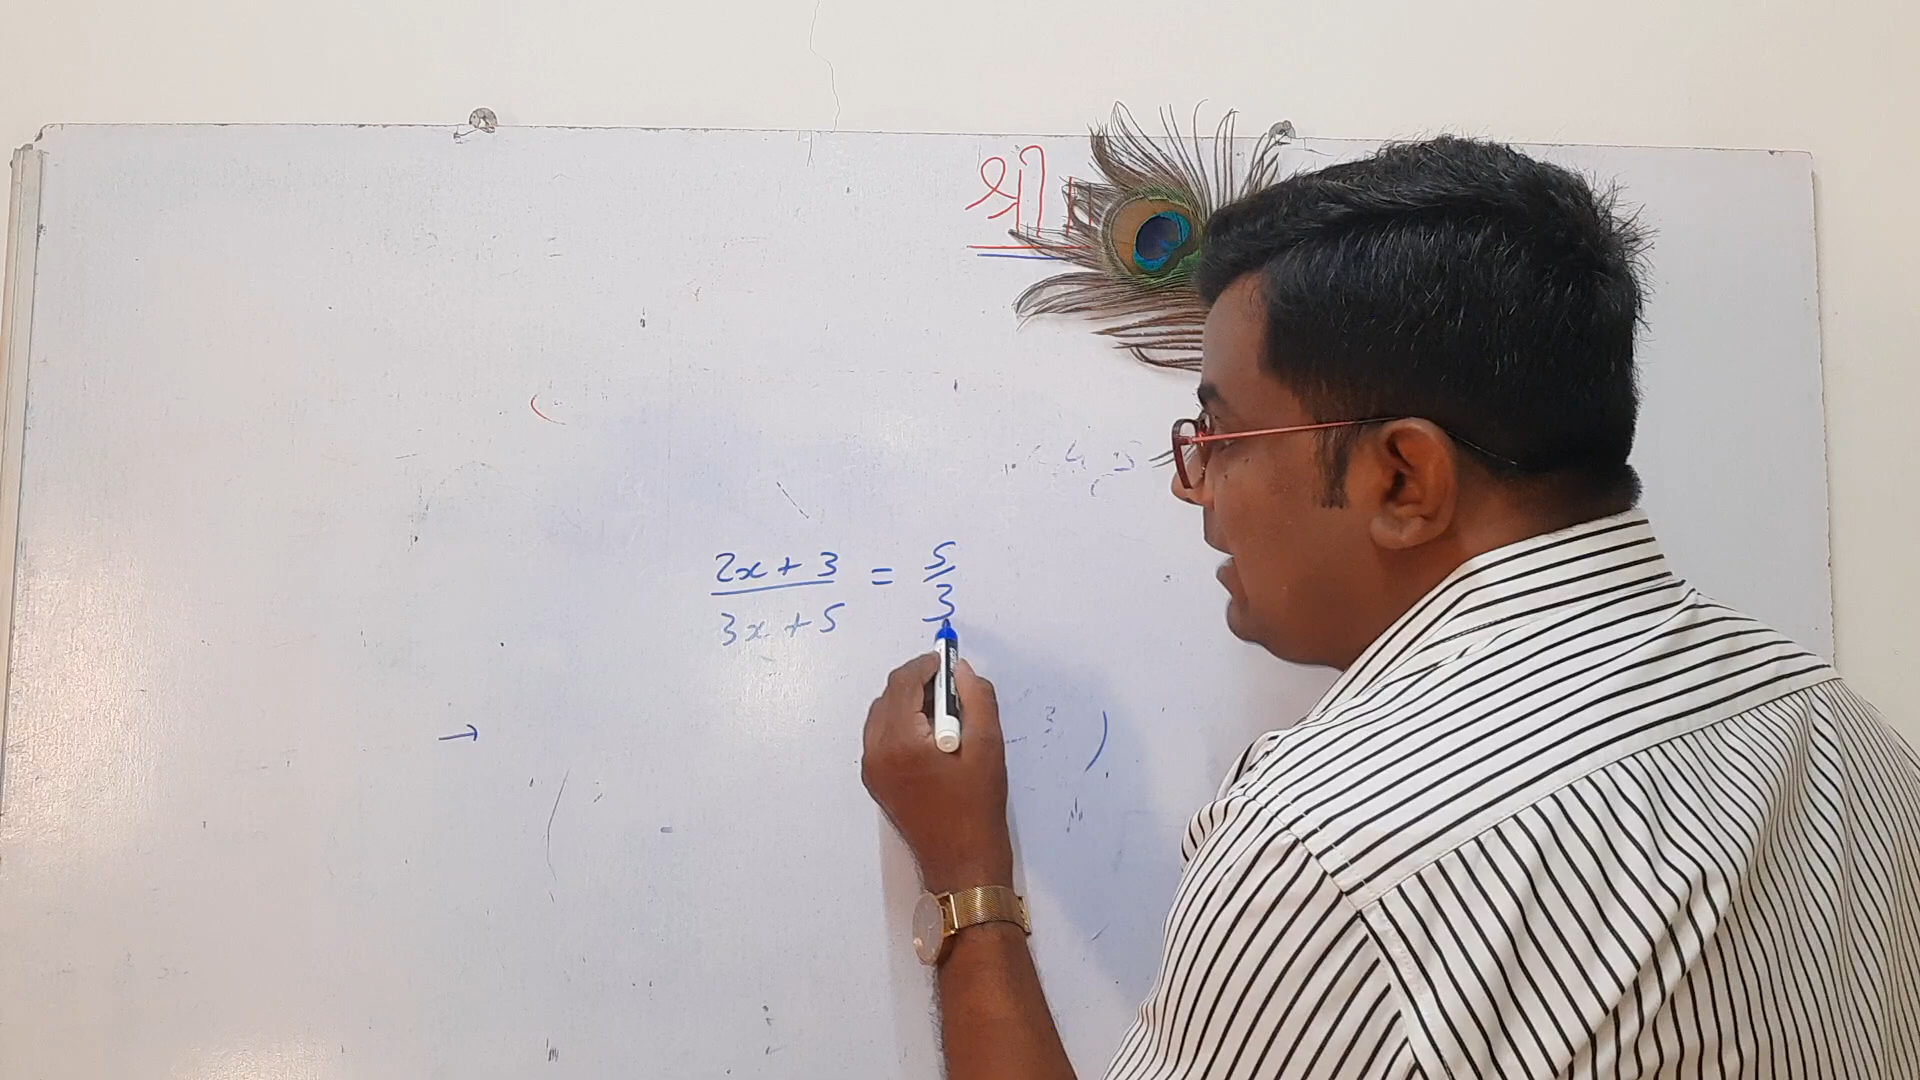 श्री
2x + 3 / 3x + 5 = 5 / 3
→